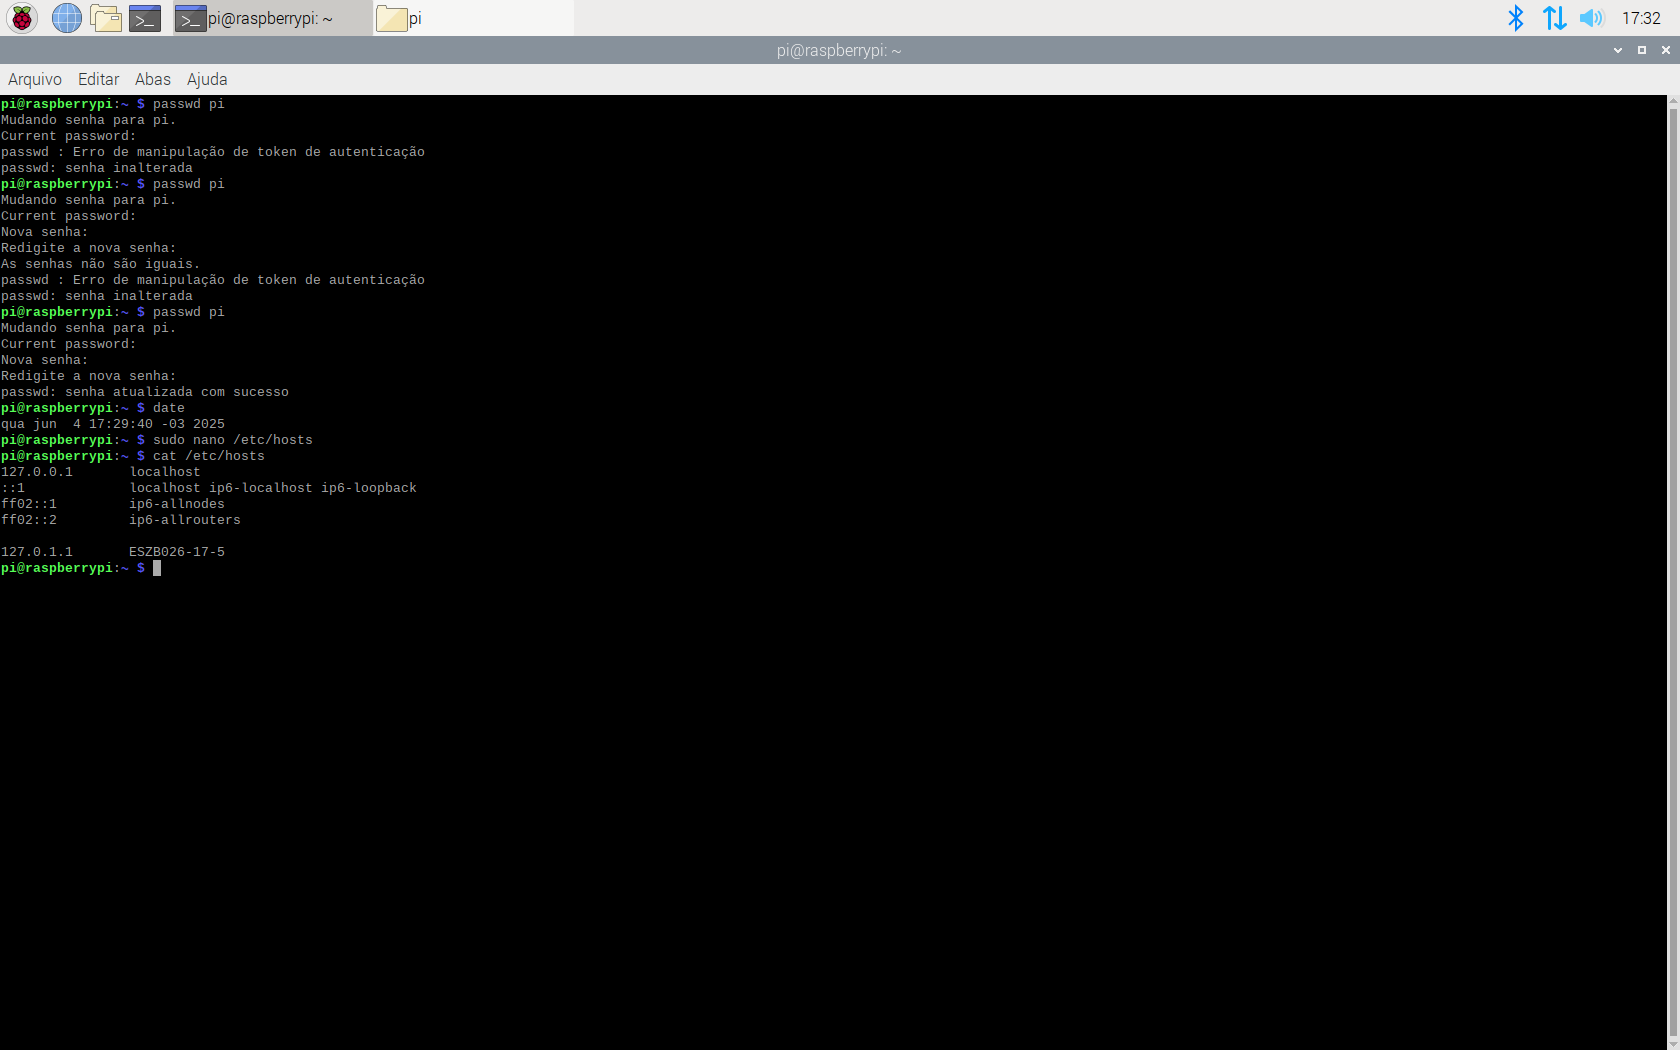 pi@raspberrypi: ~
pi
17:32
pi@raspberrypi: ~
Arquivo Editar Abas Ajuda
pi@raspberrypi:~ $ passwd pi
Mudando senha para pi.
Current password:
passwd : Erro de manipulação de token de autenticação
passwd: senha inalterada
pi@raspberrypi:~ $ passwd pi
Mudando senha para pi.
Current password:
Nova senha:
Redigite a nova senha:
As senhas não são iguais.
passwd : Erro de manipulação de token de autenticação
passwd: senha inalterada
pi@raspberrypi:~ $ passwd pi
Mudando senha para pi.
Current password:
Nova senha:
Redigite a nova senha:
passwd: senha atualizada com sucesso
pi@raspberrypi:~ $ date
qua jun  4 17:29:40 -03 2025
pi@raspberrypi:~ $ sudo nano /etc/hosts
pi@raspberrypi:~ $ cat /etc/hosts
127.0.0.1       localhost
::1             localhost ip6-localhost ip6-loopback
ff02::1         ip6-allnodes
ff02::2         ip6-allrouters
127.0.1.1       ESZB026-17-5
pi@raspberrypi:~ $